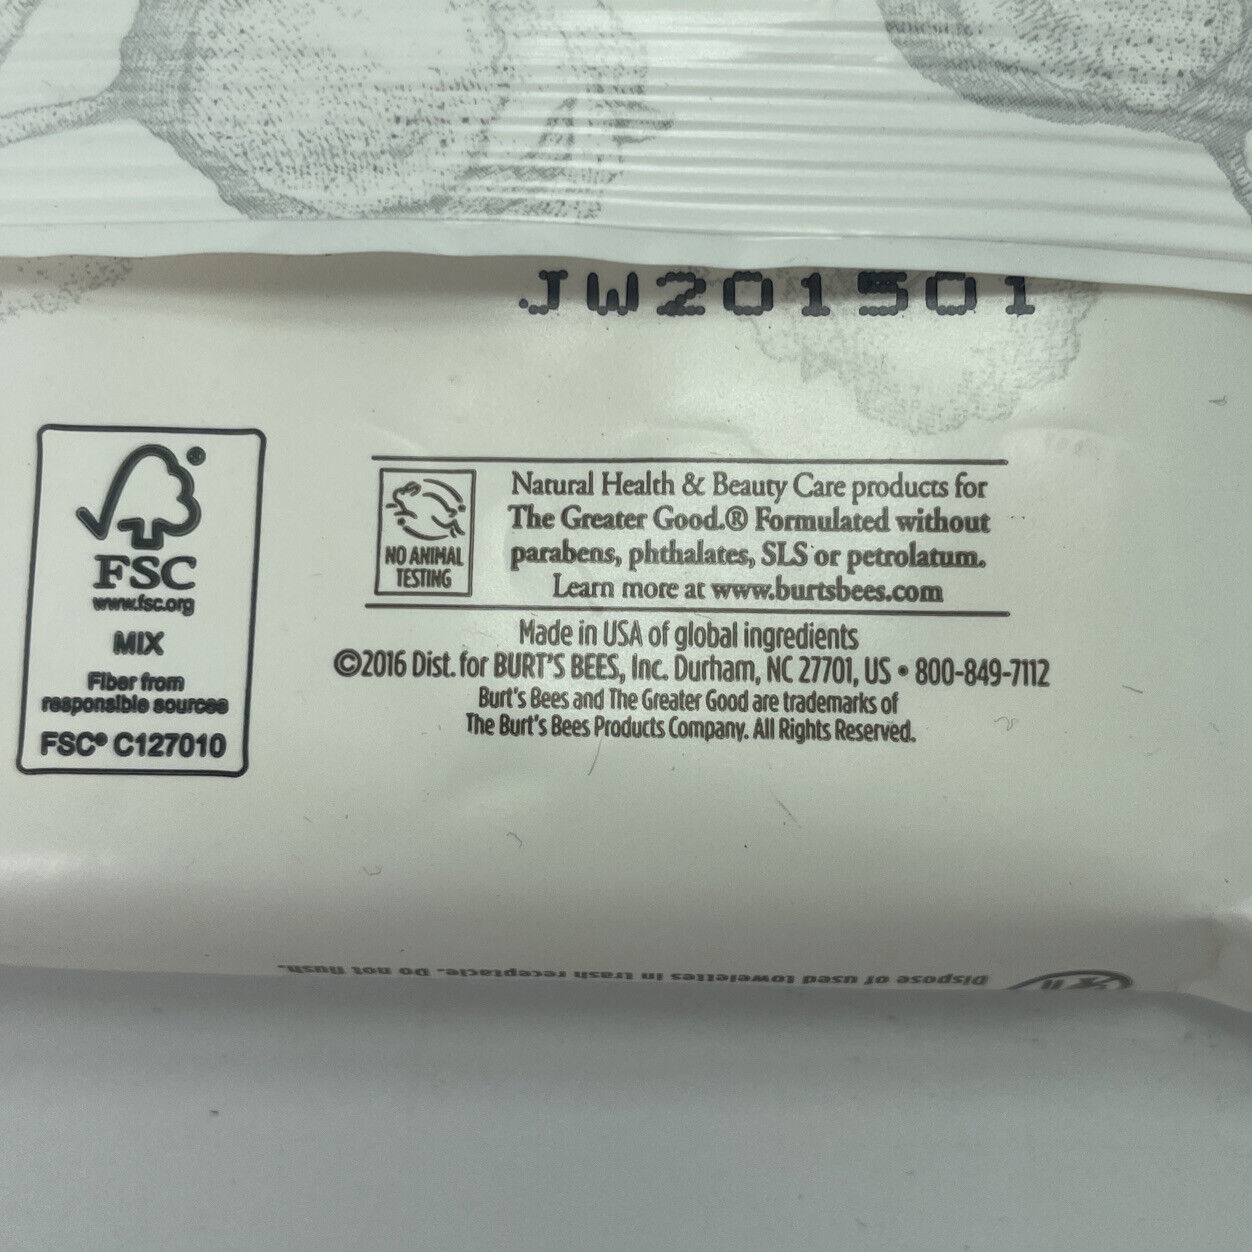 JW201501
FSC®
www.fsc.org
MIX
Fiber from
responsible sources
FSC® C127010
NO ANIMAL
TESTING
Natural Health & Beauty Care products for
The Greater Good.® Formulated without
parabens, phthalates, SLS or petrolatum.
Learn more at www.burtsbees.com
Made in USA of global ingredients
©2016 Dist. for BURT'S BEES, Inc. Durham, NC 27701, US • 800-849-7112
Burt's Bees and The Greater Good are trademarks of
The Burt's Bees Products Company. All Rights Reserved.
Dispose of used towelettes in trash receptacle. Do not flush.